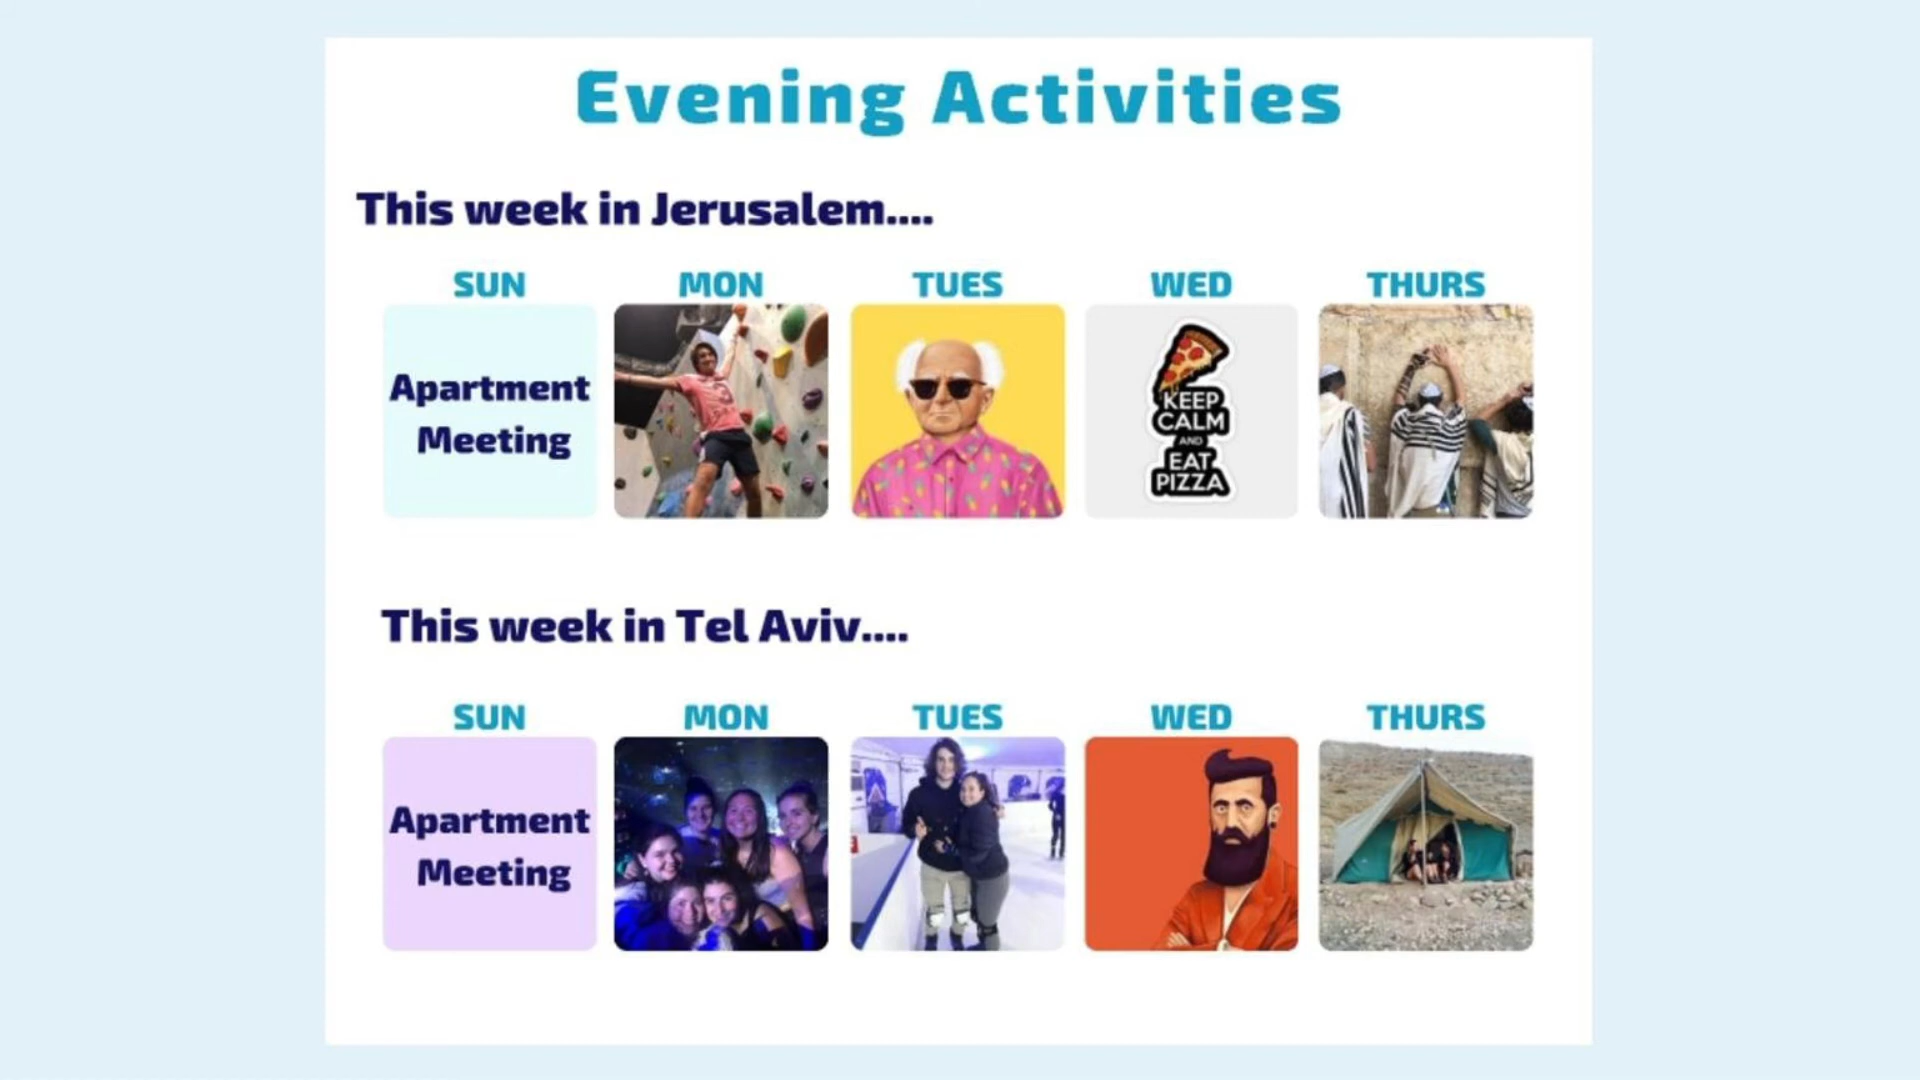 Evening Activities
This week in Jerusalem....
SUN MON TUES WED THURS
Apartment
Meeting
KEEP
CALM
AND
EAT
PIZZA
This week in Tel Aviv....
SUN MON TUES WED THURS
Apartment
Meeting